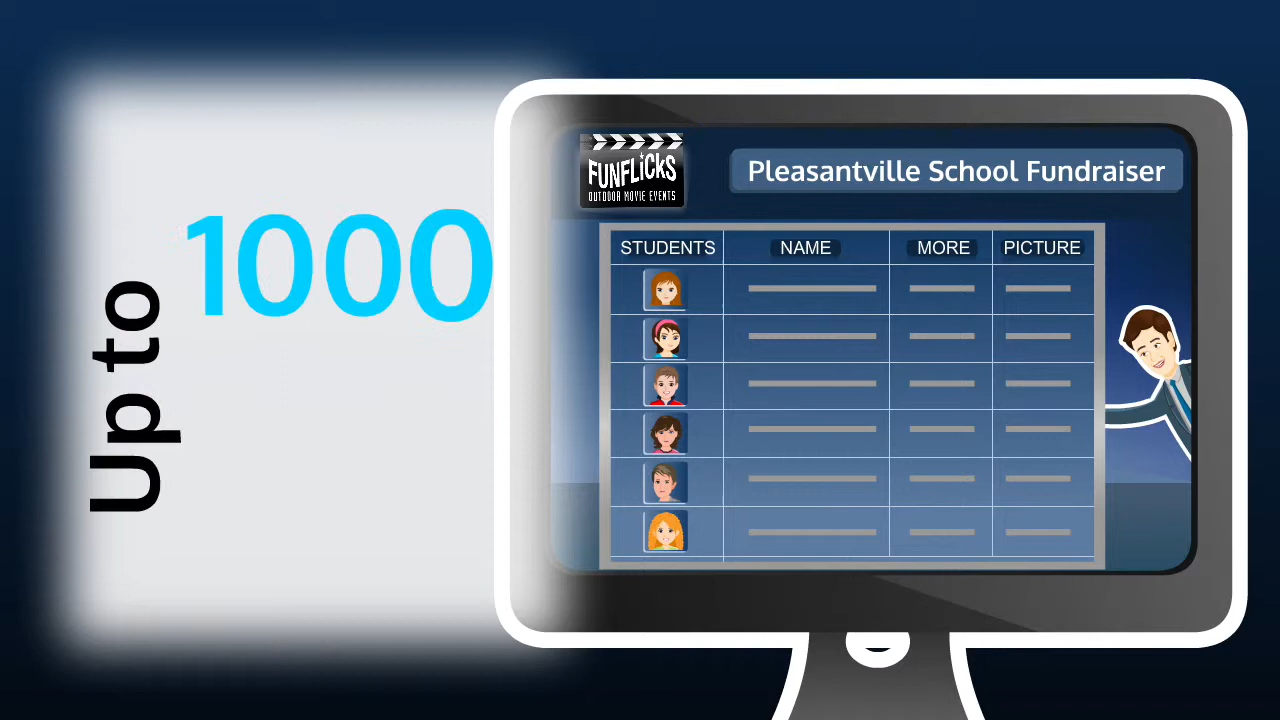 Up to
1000
FUNFLICKS
OUTDOOR MOVIE EVENTS
Pleasantville School Fundraiser
STUDENTS NAME MORE PICTURE